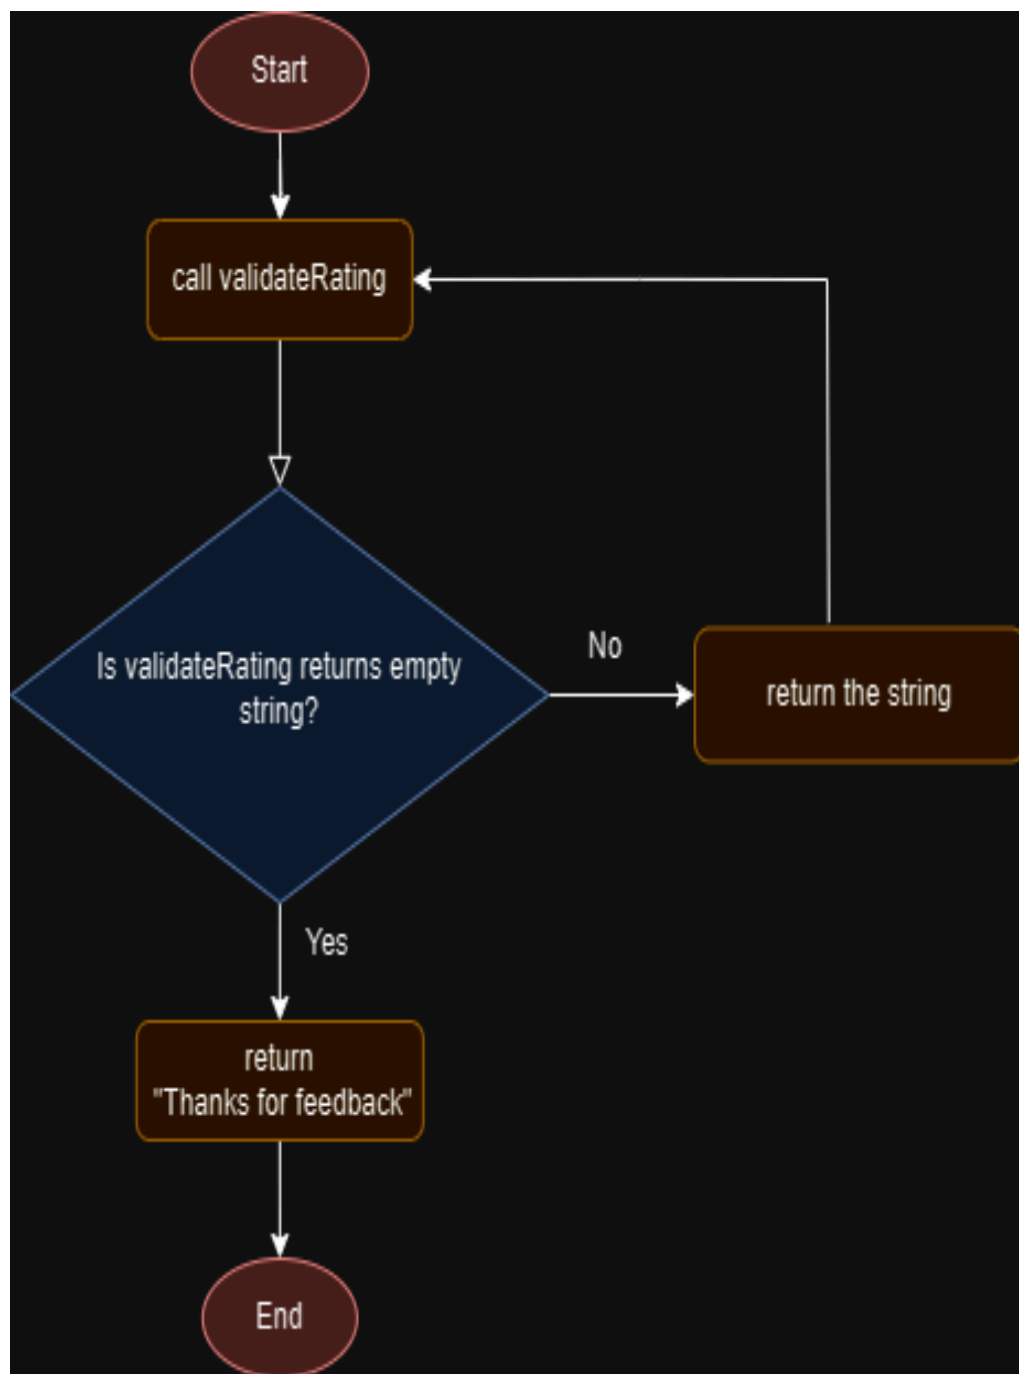 Start
call validateRating
Is validateRating returns empty
string?
No
return the string
Yes
return
"Thanks for feedback"
End